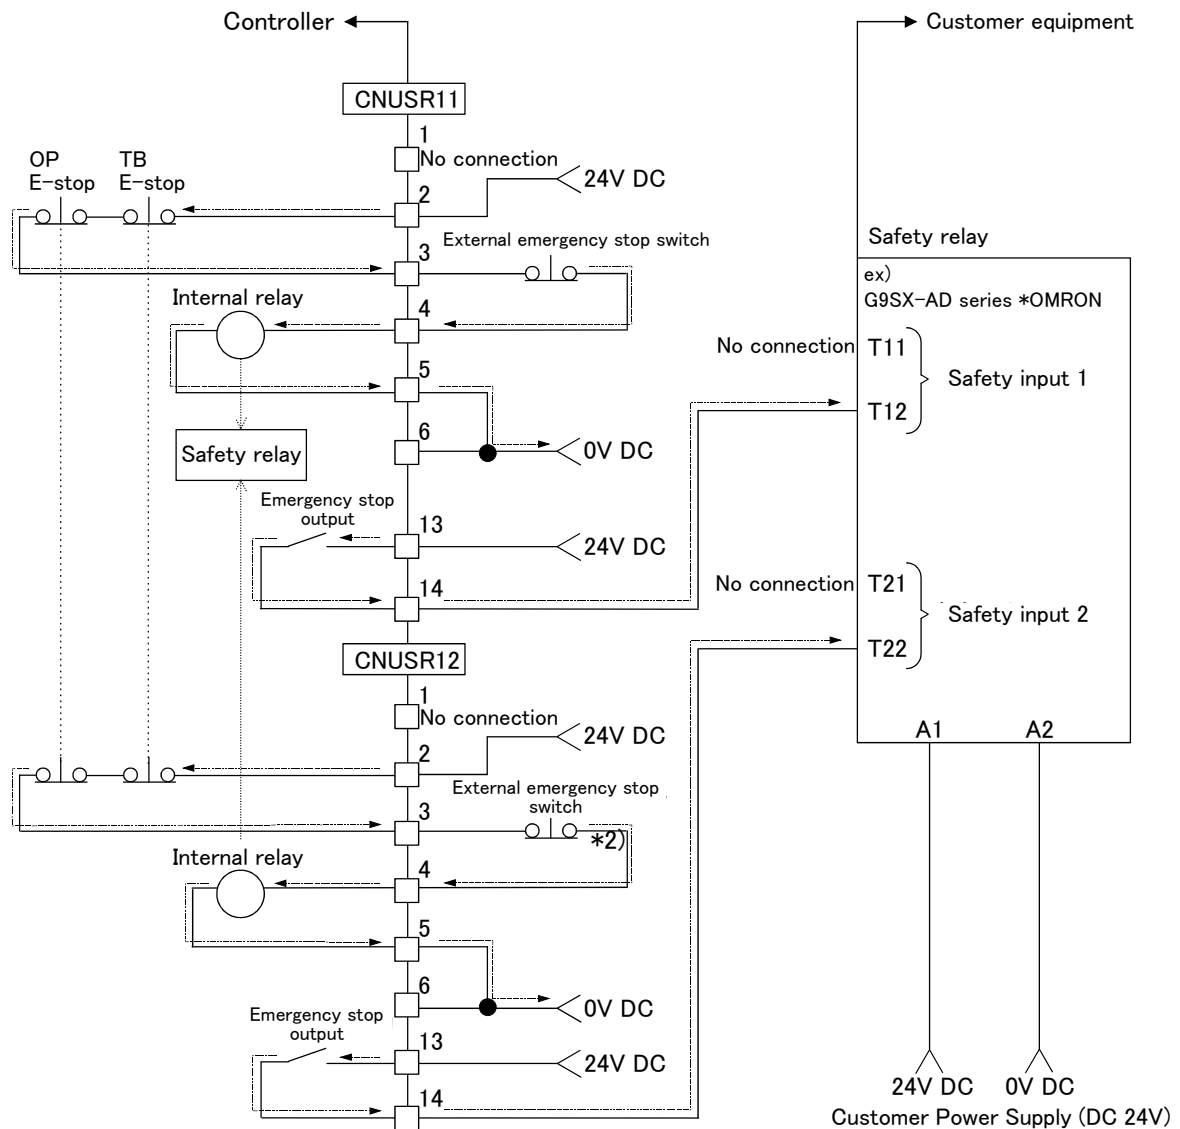 Controller
Customer equipment
CNUSR11
1
No connection
OP
E-stop
TB
E-stop
2
24V DC
3
External emergency stop switch
Internal relay
4
5
6
0V DC
Safety relay
Emergency stop
output
13
24V DC
14
Safety relay
ex)
G9SX-AD series *OMRON
No connection
T11
Safety input 1
T12
No connection
T21
Safety input 2
T22
A1
A2
CNUSR12
1
No connection
2
24V DC
External emergency stop
switch
3
*2)
Internal relay
4
5
6
0V DC
Emergency stop
output
13
24V DC
14
24V DC
0V DC
Customer Power Supply (DC 24V)